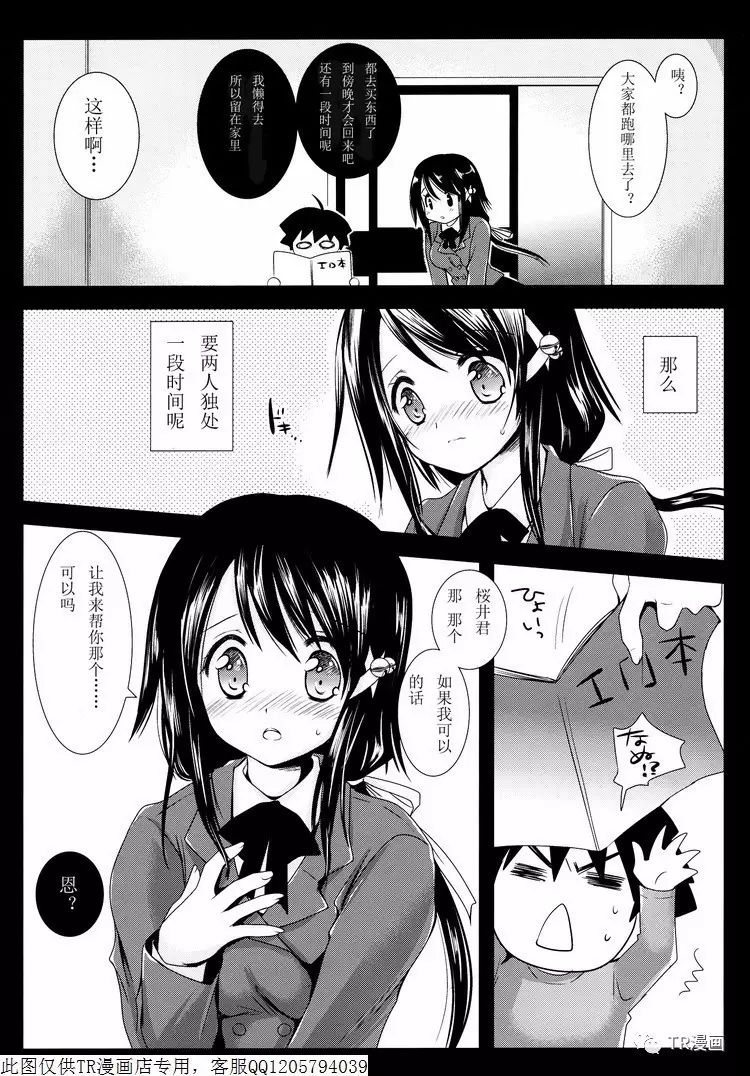 咦？
大家都跑哪里去了？
都去买东西了
到傍晚才会回来吧
还有一段时间呢
我懒得去
所以留在家里
这样啊…
エロ本
那么
要两人独处
一段时间呢
ドキ
桜井君
那 那个
如果我可以
的话
让我来帮你那个……
可以吗
恩？
ひょいっ
エロ本
なぬ!?
TR漫画
此图仅供TR漫画店专用，客服QQ1205794039